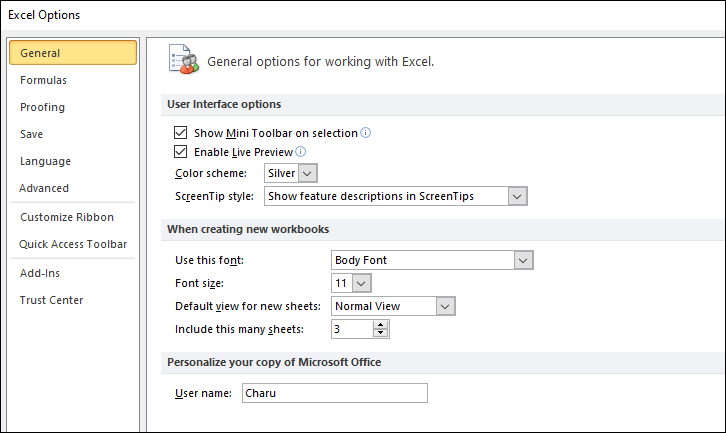 Excel Options
General
Formulas
Proofing
Save
Language
Advanced
Customize Ribbon
Quick Access Toolbar
Add-Ins
Trust Center
General options for working with Excel.
User Interface options
Show Mini Toolbar on selection
Enable Live Preview
Color scheme: Silver
ScreenTip style: Show feature descriptions in ScreenTips
When creating new workbooks
Use this font: Body Font
Font size: 11
Default view for new sheets: Normal View
Include this many sheets: 3
Personalize your copy of Microsoft Office
User name: Charu